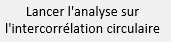 Lancer l'analyse sur
l'intercorrélation circulaire